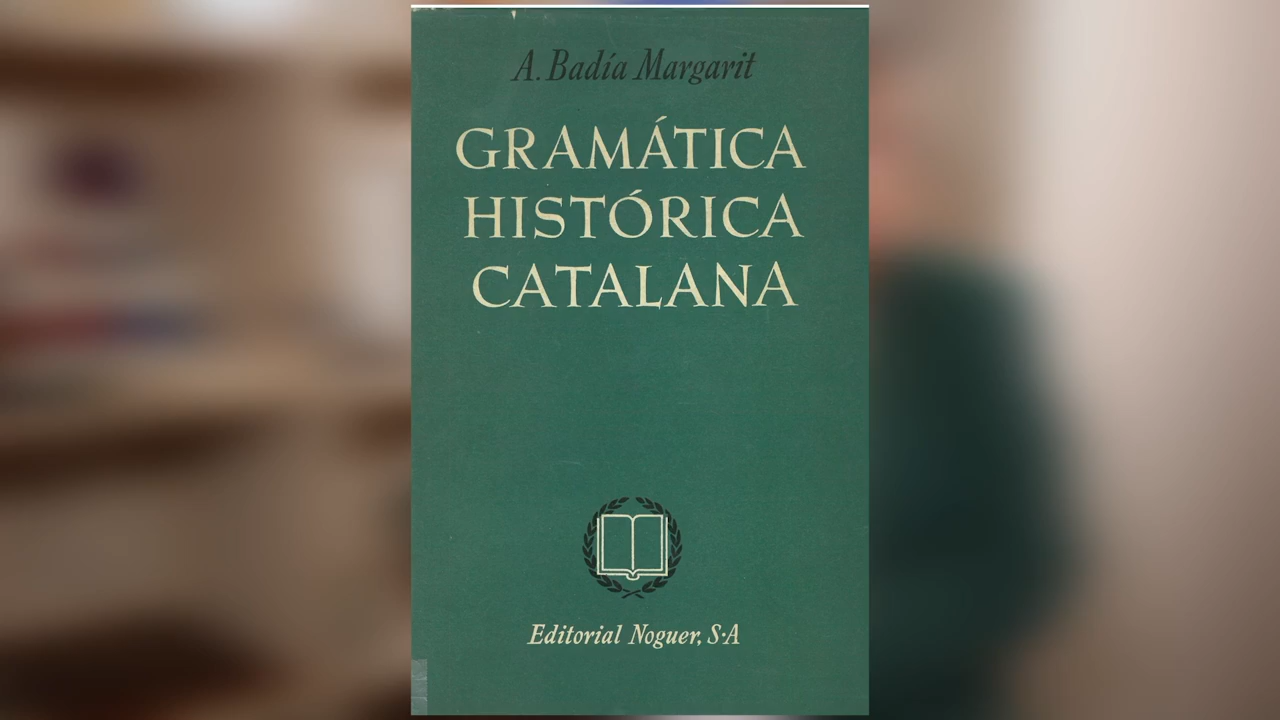 A. Badía Margarit
GRAMÁTICA
HISTÓRICA
CATALANA
Editorial Noguer, S·A